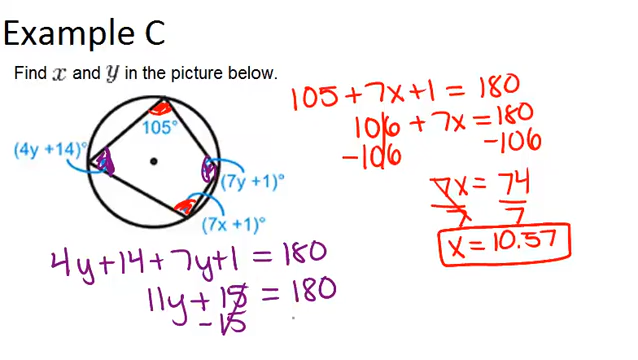 Example C
Find x and y in the picture below.
105°
(4y + 14)°
(7y + 1)°
(7x + 1)°
105 + 7x + 1 = 180
106 + 7x = 180
-106 -106
7x = 74
7 7
x = 10.57
4y + 14 + 7y + 1 = 180
11y + 15 = 180
-15